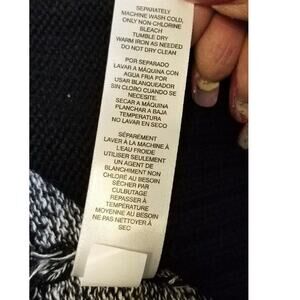 SEPARATELY
MACHINE WASH COLD,
ONLY NON-CHLORINE
BLEACH
TUMBLE DRY
WARM IRON AS NEEDED
DO NOT DRY CLEAN
POR SEPARADO
LAVAR A MÁQUINA CON
AGUA FRIA POR
USAR BLANQUEADOR
SIN CLORO CUANDO SE
NECESITE.
SECAR A MÁQUINA
PLANCHAR A BAJA
TEMPERATURA
NO LAVAR EN SECO
SÉPARÉMENT
LAVER À LA MACHINE À
L'EAU FROIDE
UTILISER SEULEMENT
UN AGENT DE
BLANCHIMENT NON
CHLORÉ AU BESOIN
SÉCHER PAR
CULBUTAGE
REPASSER À
TEMPÉRATURE
MOYENNE AU BESOIN
NE PAS NETTOYER À
SEC